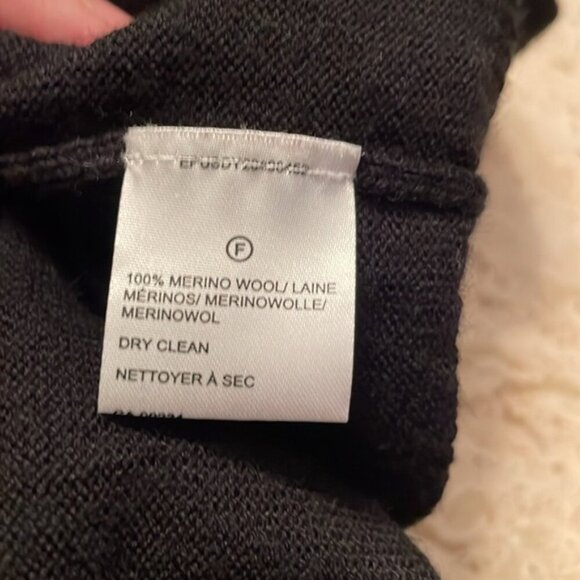 F
100% MERINO WOOL/ LAINE
MÉRINOS/ MERINOWOLLE/
MERINOWOL
DRY CLEAN
NETTOYER À SEC